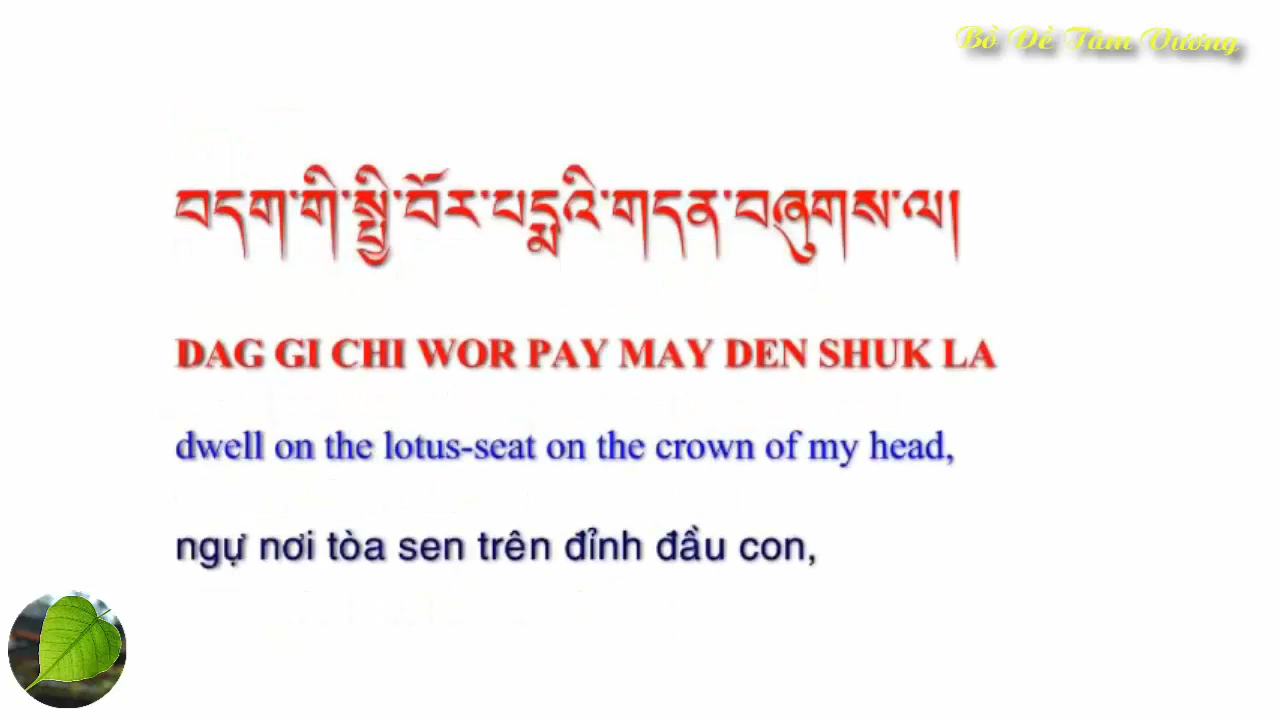 Bồ Đề Tâm Vương
བདག་གི་སྤྱི་བོར་པདྨའི་གདན་བཞུགས་ལ།
DAG GI CHI WOR PAY MAY DEN SHUK LA
dwell on the lotus-seat on the crown of my head,
ngự nơi tòa sen trên đỉnh đầu con,